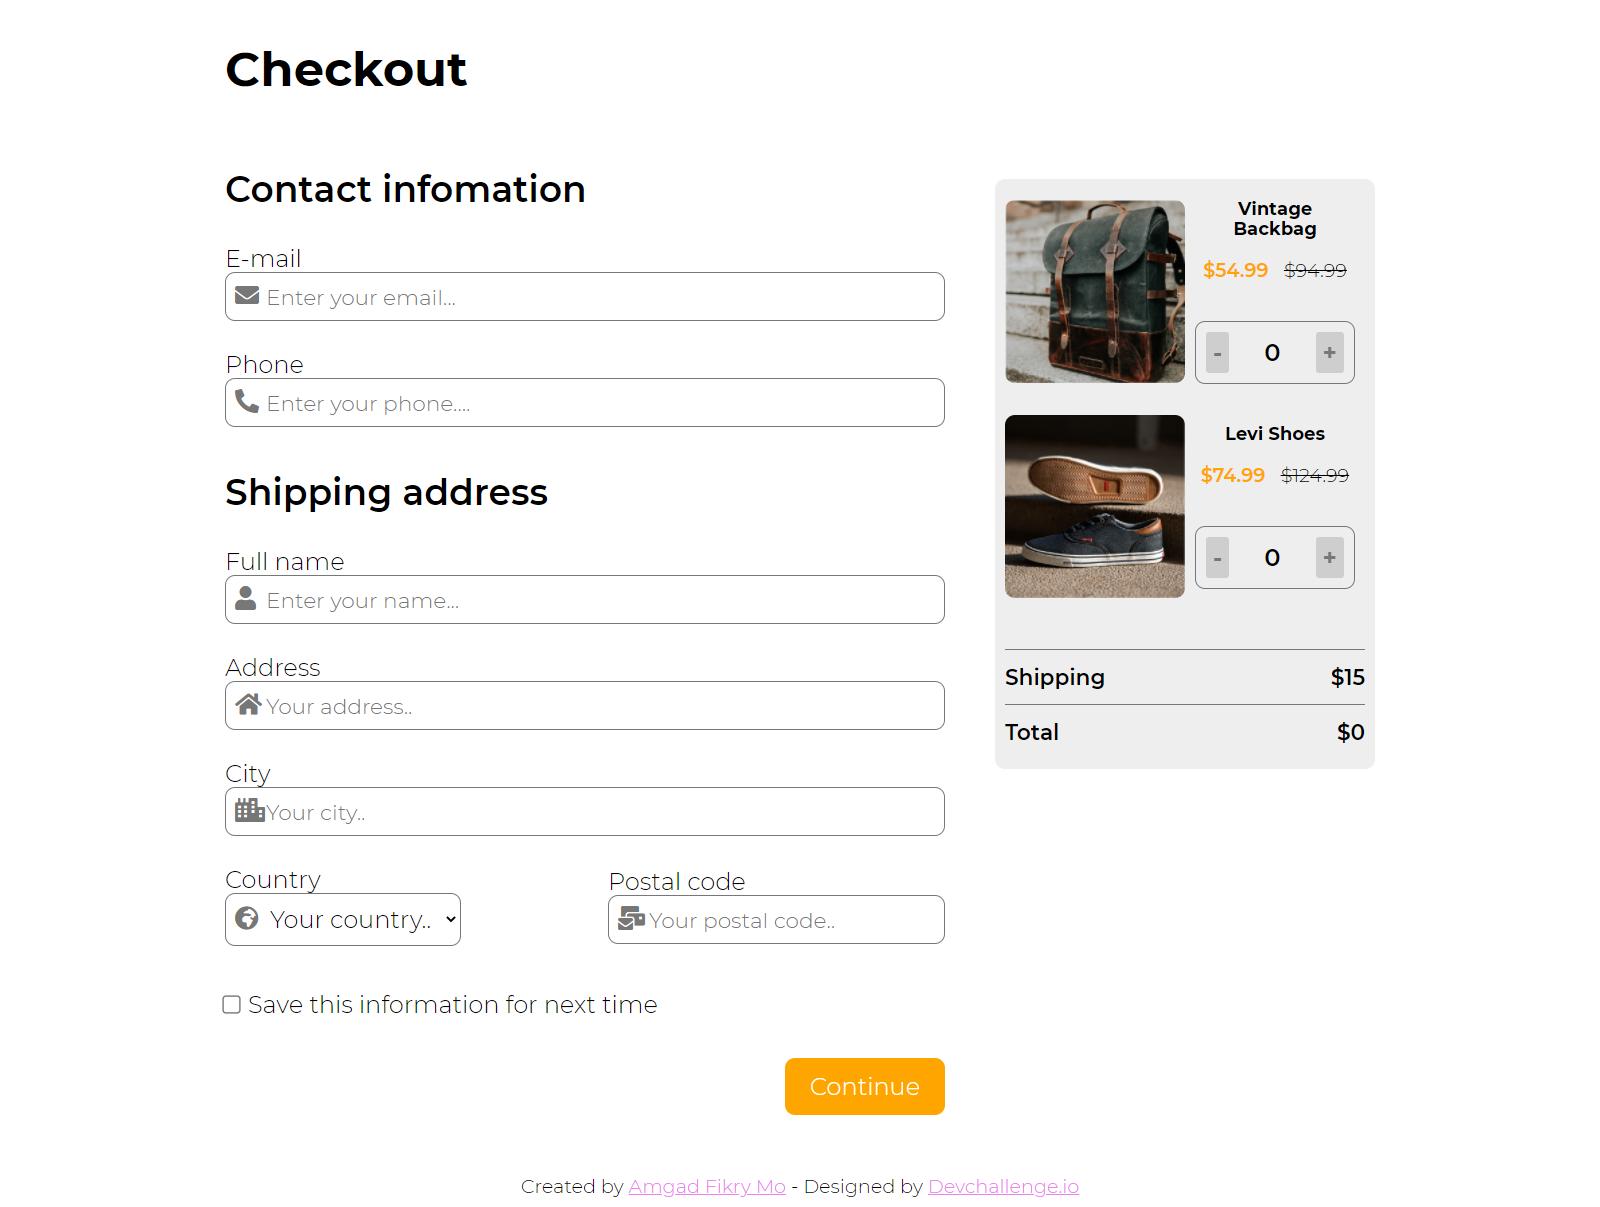 Checkout
Contact infomation
E-mail
Enter your email...
Phone
Enter your phone....
Shipping address
Full name
Enter your name...
Address
Your address..
City
Your city..
Country
Your country..
Postal code
Your postal code..
Save this information for next time
Continue
Vintage
Backbag
$54.99 $94.99
- 0 +
Levi Shoes
$74.99 $124.99
- 0 +
Shipping $15
Total $0
Created by Amgad Fikry Mo - Designed by Devchallenge.io